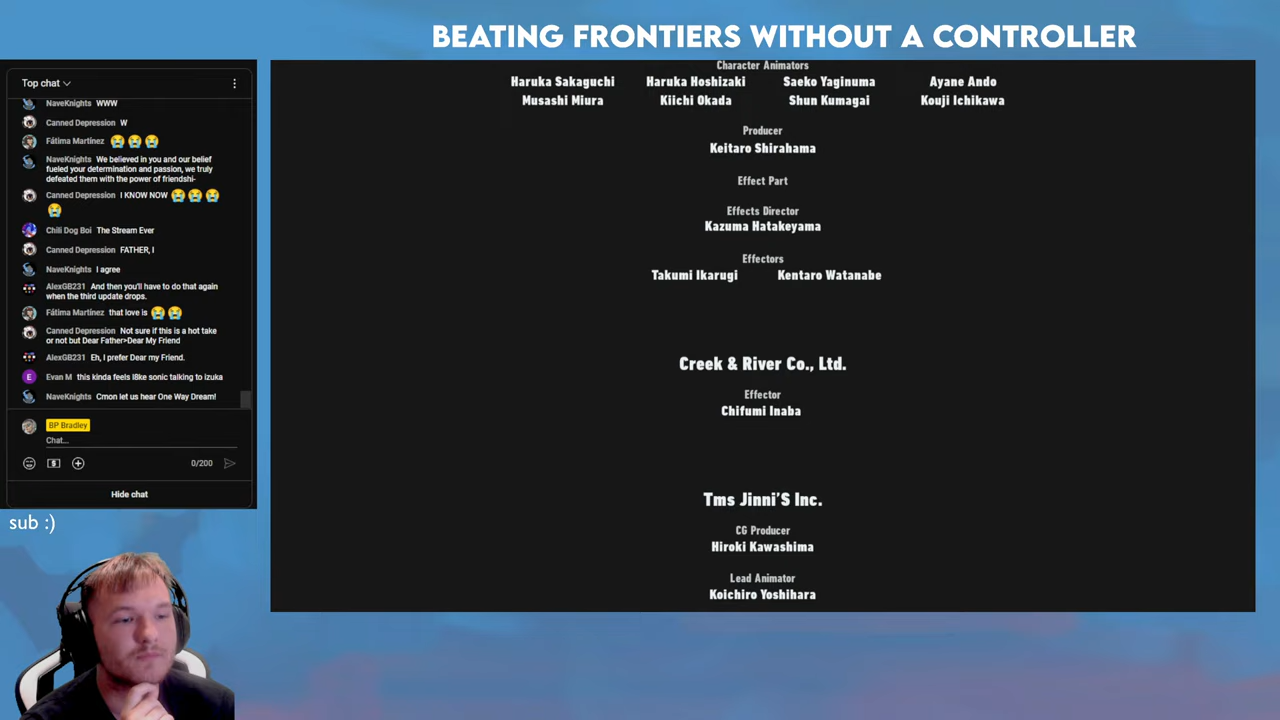 BEATING FRONTIERS WITHOUT A CONTROLLER
Top chat
NaveKnights WWW
Canned Depression W
Fátima Martínez 😭😭😭
NaveKnights We believed in you and our belief
fueled your determination and passion, we truly
defeated them with the power of friendshi-
Canned Depression I KNOW NOW 😭😭😭
😭
Chili Dog Boi The Stream Ever
Canned Depression FATHER, I
NaveKnights I agree
AlexGB231 And then you'll have to do that again
when the third update drops.
Fátima Martínez that love is 😭😭
Canned Depression Not sure if this is a hot take
or not but Dear Father>Dear My Friend
AlexGB231 Eh, I prefer Dear my Friend.
E Evan M this kinda feels l8ke sonic talking to izuka
NaveKnights Cmon let us hear One Way Dream!
BP Bradley
Chat...
0/200
Hide chat
sub :)
Character Animators
Haruka Sakaguchi Haruka Hoshizaki Saeko Yaginuma Ayane Ando
Musashi Miura Kiichi Okada Shun Kumagai Kouji Ichikawa
Producer
Keitaro Shirahama
Effect Part
Effects Director
Kazuma Hatakeyama
Effectors
Takumi Ikarugi Kentaro Watanabe
Creek & River Co., Ltd.
Effector
Chifumi Inaba
Tms Jinni'S Inc.
CG Producer
Hiroki Kawashima
Lead Animator
Koichiro Yoshihara